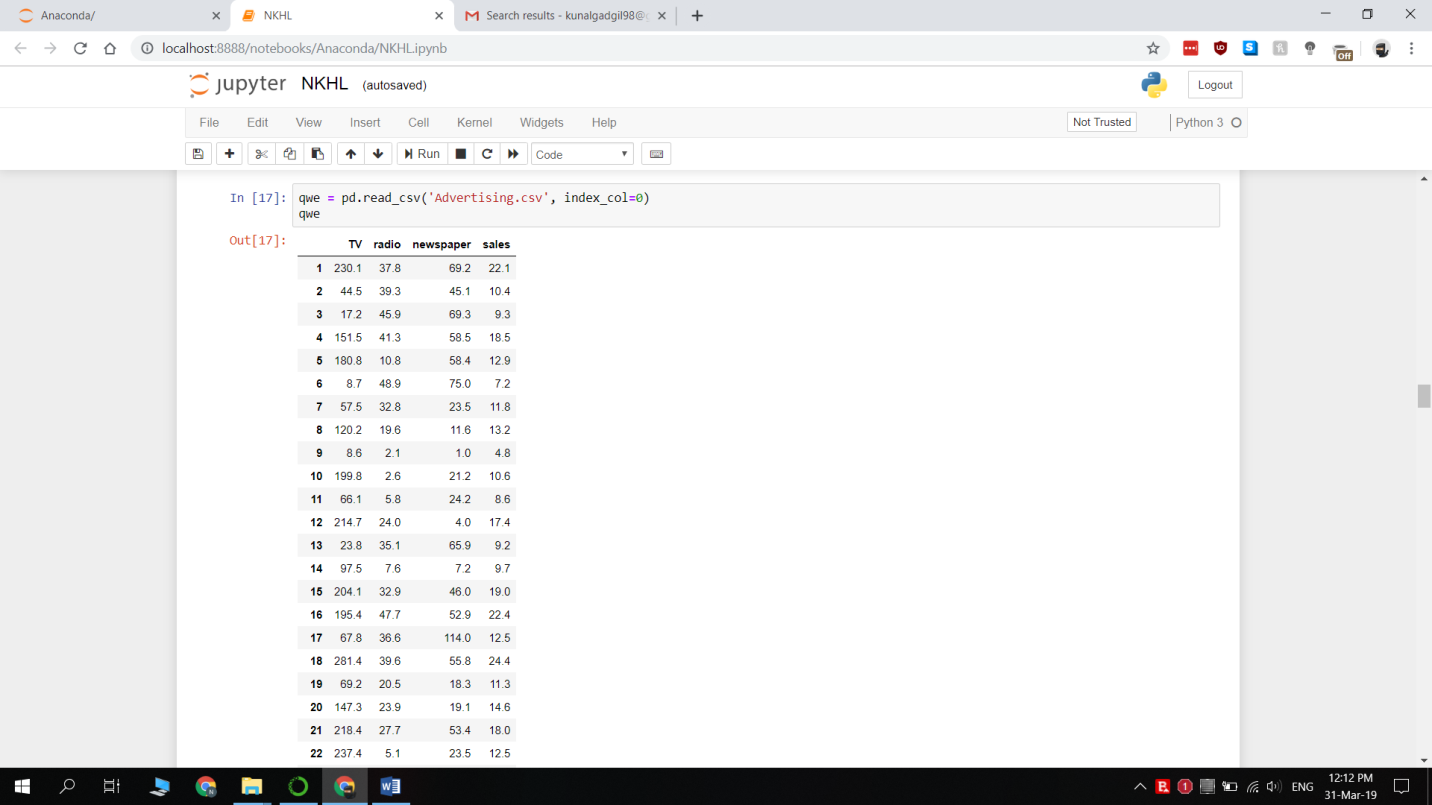 Anaconda/
NKHL
Search results - kunalgadgil98@g
localhost:8888/notebooks/Anaconda/NKHL.ipynb
Off
jupyter NKHL (autosaved)
Logout
File Edit View Insert Cell Kernel Widgets Help
Not Trusted
Python 3
Run
Code
In [17]: qwe = pd.read_csv('Advertising.csv', index_col=0)
qwe
Out[17]:
TV radio newspaper sales
1 230.1 37.8 69.2 22.1
2 44.5 39.3 45.1 10.4
3 17.2 45.9 69.3 9.3
4 151.5 41.3 58.5 18.5
5 180.8 10.8 58.4 12.9
6 8.7 48.9 75.0 7.2
7 57.5 32.8 23.5 11.8
8 120.2 19.6 11.6 13.2
9 8.6 2.1 1.0 4.8
10 199.8 2.6 21.2 10.6
11 66.1 5.8 24.2 8.6
12 214.7 24.0 4.0 17.4
13 23.8 35.1 65.9 9.2
14 97.5 7.6 7.2 9.7
15 204.1 32.9 46.0 19.0
16 195.4 47.7 52.9 22.4
17 67.8 36.6 114.0 12.5
18 281.4 39.6 55.8 24.4
19 69.2 20.5 18.3 11.3
20 147.3 23.9 19.1 14.6
21 218.4 27.7 53.4 18.0
22 237.4 5.1 23.5 12.5
ENG
12:12 PM
31-Mar-19